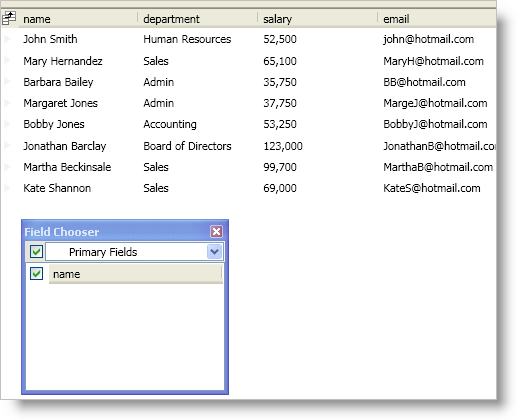 name department salary email
John Smith Human Resources 52,500 john@hotmail.com
Mary Hernandez Sales 65,100 MaryH@hotmail.com
Barbara Bailey Admin 35,750 BB@hotmail.com
Margaret Jones Admin 37,750 MargeJ@hotmail.com
Bobby Jones Accounting 53,250 BobbyJ@hotmail.com
Jonathan Barclay Board of Directors 123,000 JonathanB@hotmail.com
Martha Beckinsale Sales 99,700 MarthaB@hotmail.com
Kate Shannon Sales 69,000 KateS@hotmail.com
Field Chooser
Primary Fields
name